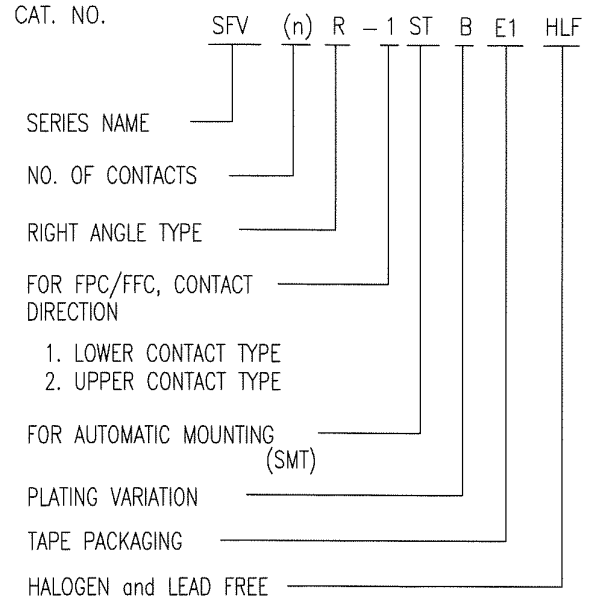 CAT. NO.
SFV (n) R - 1 ST B E1 HLF
SERIES NAME
NO. OF CONTACTS
RIGHT ANGLE TYPE
FOR FPC/FFC, CONTACT
DIRECTION
1. LOWER CONTACT TYPE
2. UPPER CONTACT TYPE
FOR AUTOMATIC MOUNTING
(SMT)
PLATING VARIATION
TAPE PACKAGING
HALOGEN and LEAD FREE